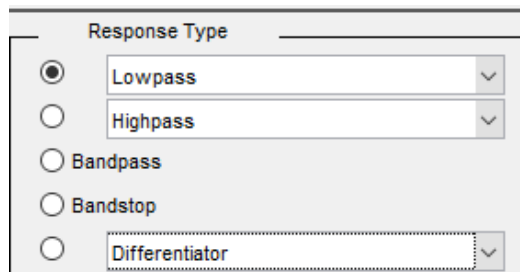 Response Type
Lowpass
Highpass
Bandpass
Bandstop
Differentiator